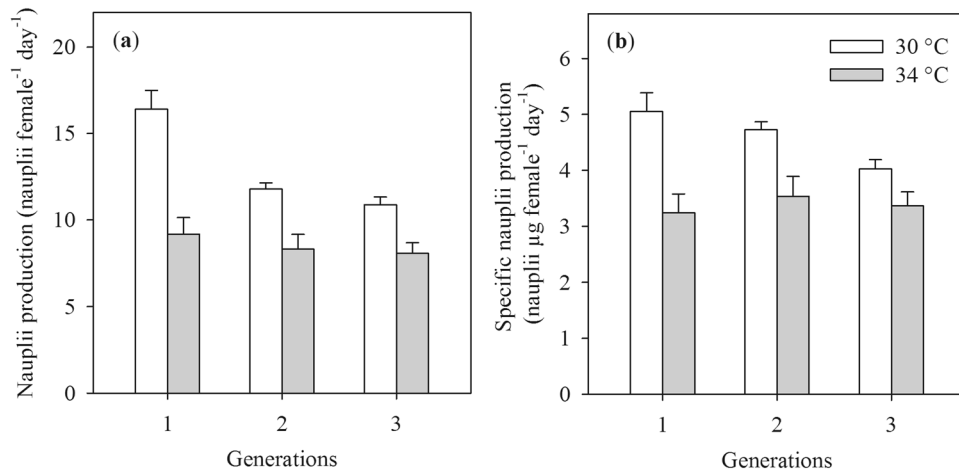 (a)
Nauplii production (nauplii female⁻¹ day⁻¹)
20
15
10
5
0
1 2 3
Generations
(b)
30 °C
34 °C
Specific nauplii production
(nauplii µg female⁻¹ day⁻¹)
6
5
4
3
2
1
0
1 2 3
Generations